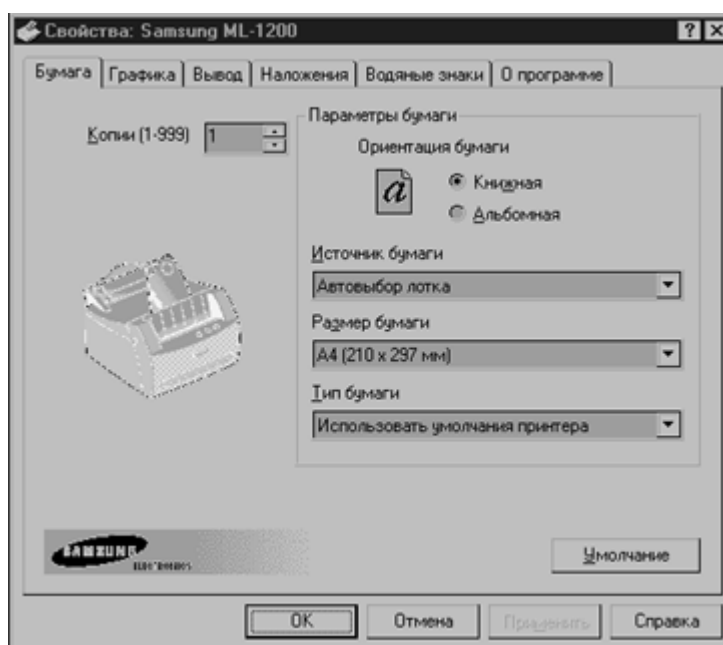 Свойства: Samsung ML-1200
Бумага Графика Вывод Наложения Водяные знаки О программе
Копии (1-999) 1
Параметры бумаги
Ориентация бумаги
a
Книжная
Альбомная
Источник бумаги
Автовыбор лотка
Размер бумаги
A4 (210 x 297 мм)
Тип бумаги
Использовать умолчания принтера
SAMSUNG
ELECTRONICS
Умолчание
OK Отмена Применить Справка